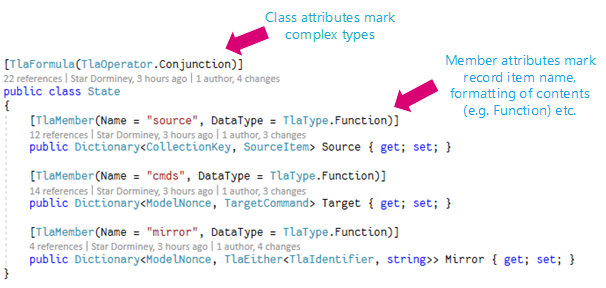 Class attributes mark
complex types
[TlaFormula(TlaOperator.Conjunction)]
22 references | Star Dorminey, 3 hours ago | 1 author, 4 changes
public class State
{
Member attributes mark
record item name,
formatting of contents
(e.g. Function) etc.
[TlaMember(Name = "source", DataType = TlaType.Function)]
12 references | Star Dorminey, 3 hours ago | 1 author, 3 changes
public Dictionary<CollectionKey, SourceItem> Source { get; set; }
[TlaMember(Name = "cmds", DataType = TlaType.Function)]
14 references | Star Dorminey, 3 hours ago | 1 author, 3 changes
public Dictionary<ModelNonce, TargetCommand> Target { get; set; }
[TlaMember(Name = "mirror", DataType = TlaType.Function)]
4 references | Star Dorminey, 3 hours ago | 1 author, 4 changes
public Dictionary<ModelNonce, TlaEither<TlaIdentifier, string>> Mirror { get; set; }
}